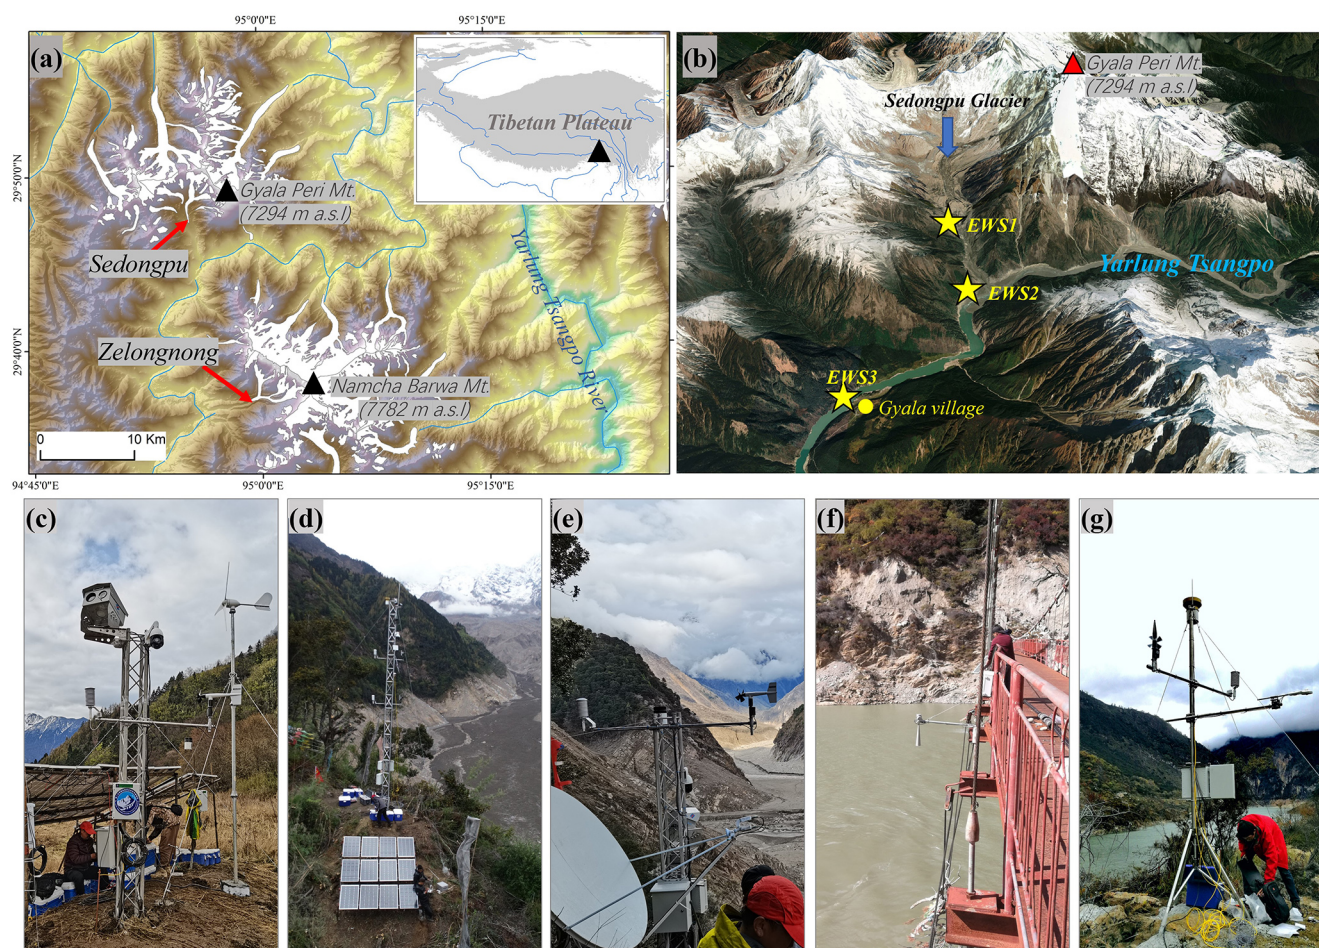 95°0'0"E
95°15'0"E
(a)
Tibetan Plateau
29°50'0"N
Gyala Peri Mt.
(7294 m a.s.l)
Sedongpu
Yarlung Tsangpo River
29°40'0"N
Zelongnong
Namcha Barwa Mt.
(7782 m a.s.l)
0 10 Km
94°45'0"E
95°0'0"E
95°15'0"E
(b)
Gyala Peri Mt.
(7294 m a.s.l)
Sedongpu Glacier
EWS1
Yarlung Tsangpo
EWS2
EWS3
Gyala village
(c)
(d)
(e)
(f)
(g)